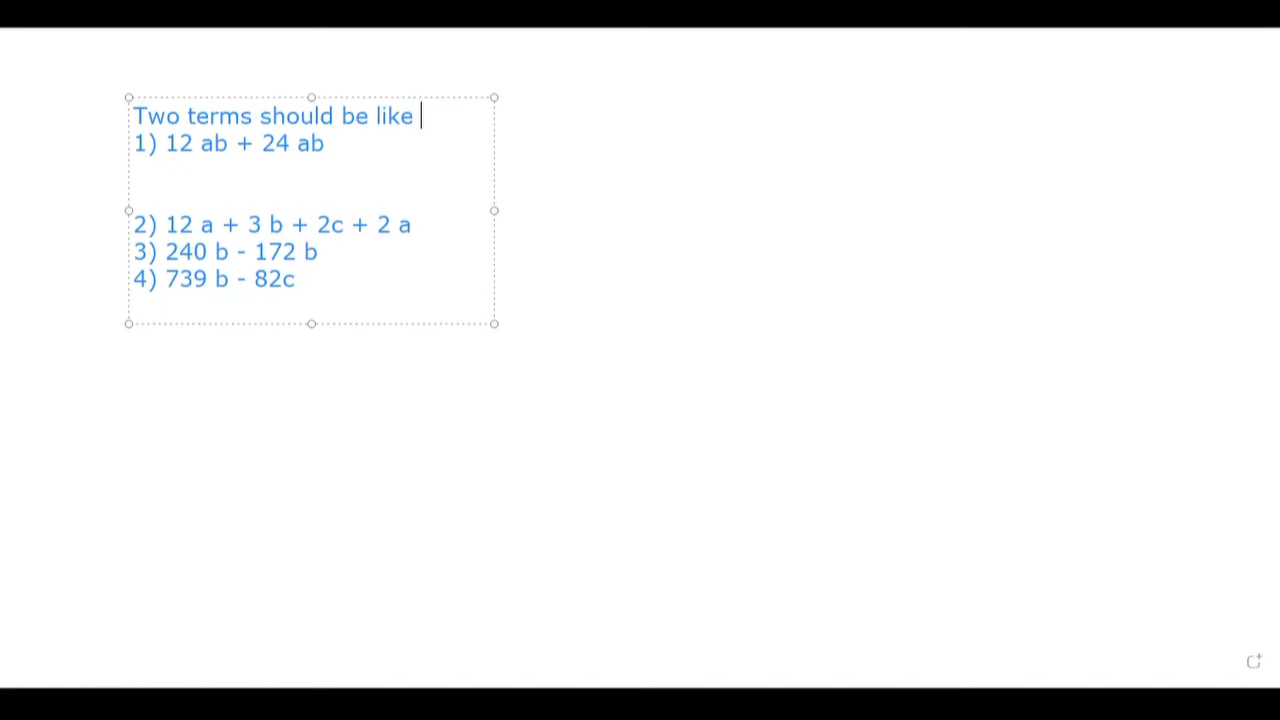 Two terms should be like
1) 12 ab + 24 ab
2) 12 a + 3 b + 2c + 2 a
3) 240 b - 172 b
4) 739 b - 82c